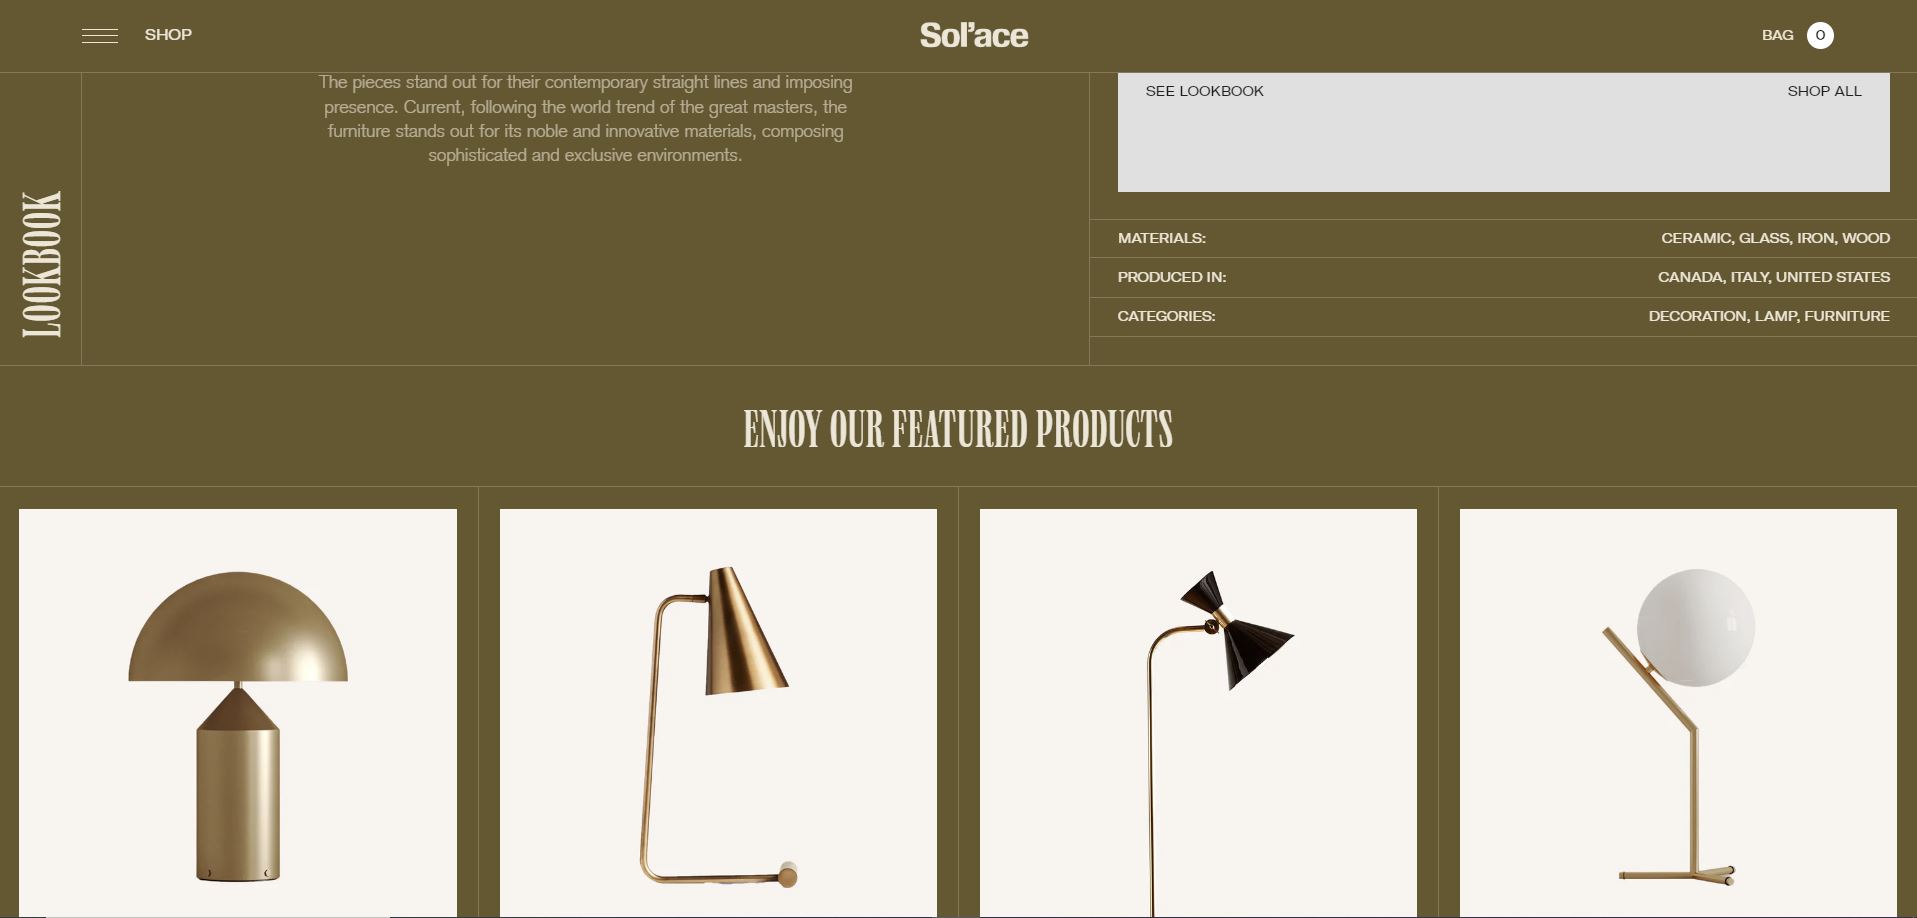 SHOP
Sol’ace
BAG 0
The pieces stand out for their contemporary straight lines and imposing
presence. Current, following the world trend of the great masters, the
furniture stands out for its noble and innovative materials, composing
sophisticated and exclusive environments.
LOOKBOOK
SEE LOOKBOOK SHOP ALL
MATERIALS: CERAMIC, GLASS, IRON, WOOD
PRODUCED IN: CANADA, ITALY, UNITED STATES
CATEGORIES: DECORATION, LAMP, FURNITURE
ENJOY OUR FEATURED PRODUCTS